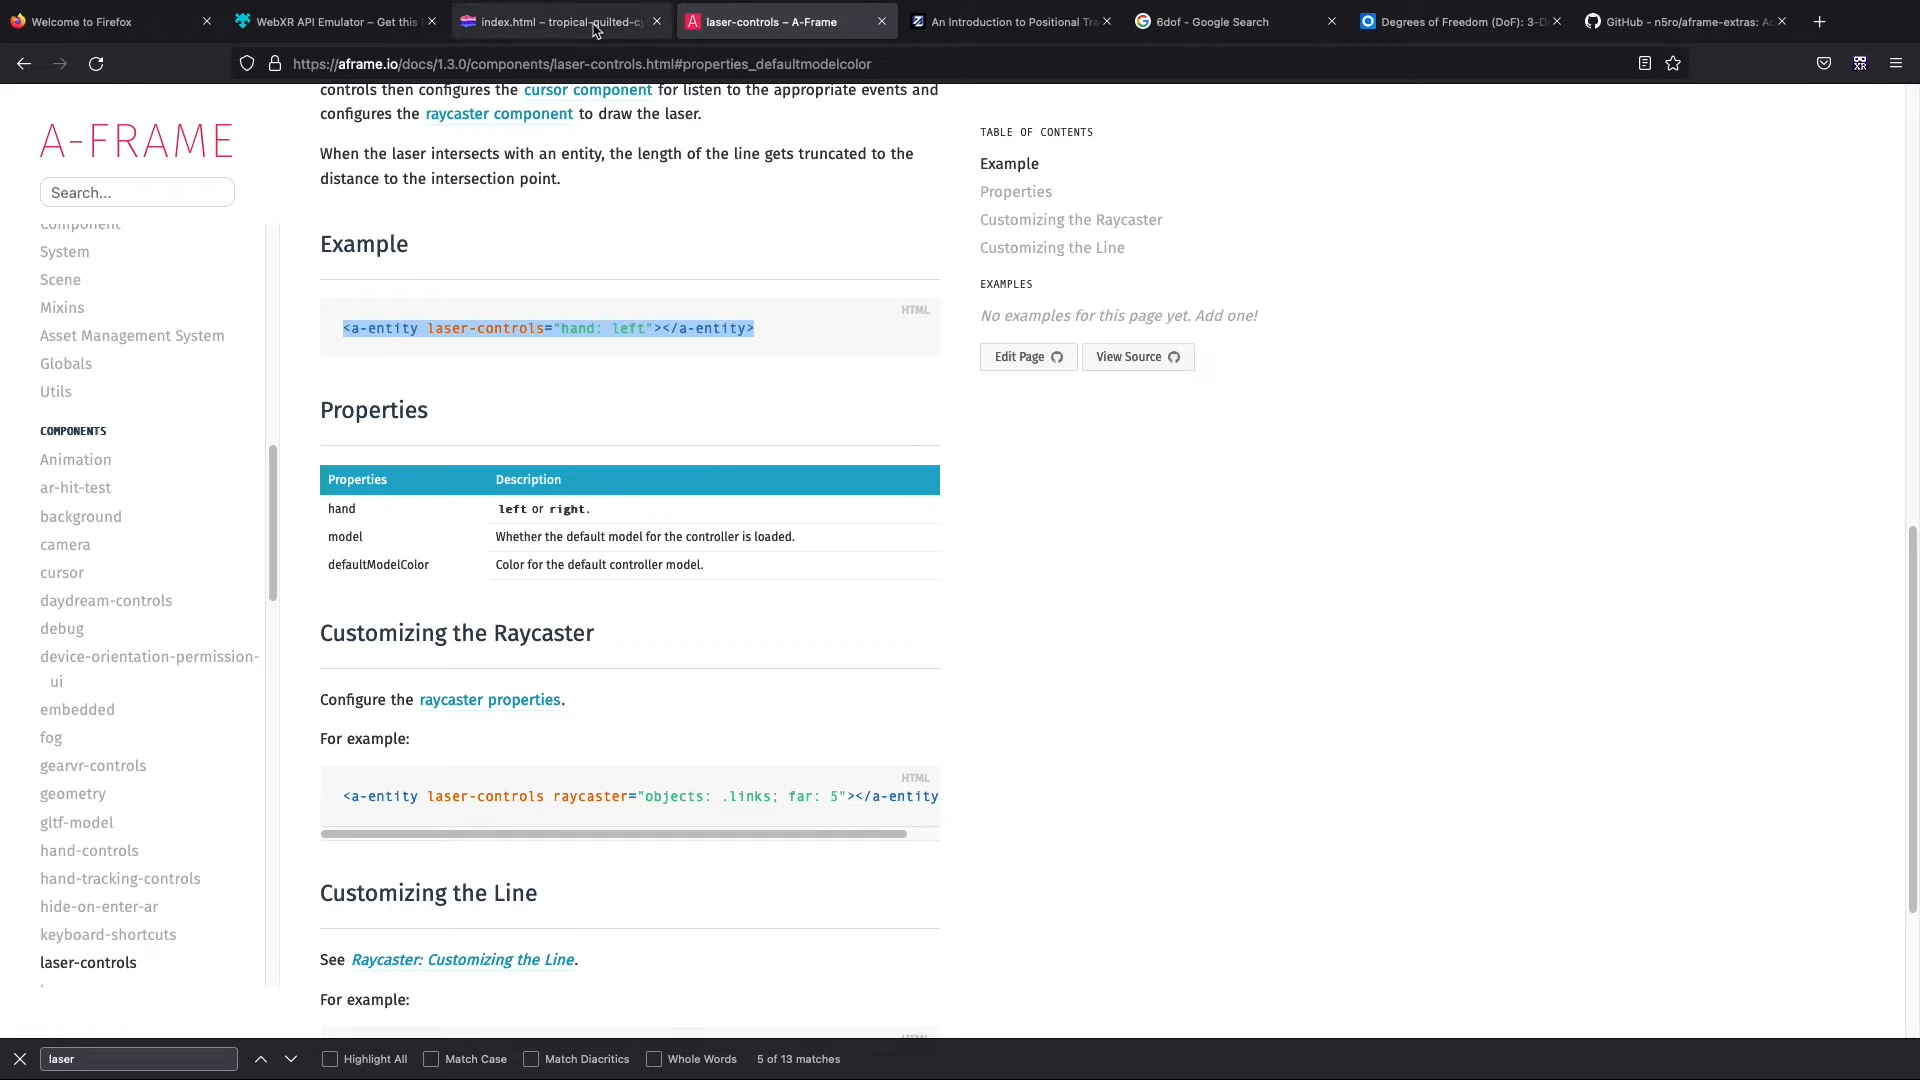 Welcome to Firefox
WebXR API Emulator – Get this
index.html – tropical-quilted-cy
laser-controls – A-Frame
An Introduction to Positional Tra
6dof - Google Search
Degrees of Freedom (DoF): 3-D
GitHub - n5ro/aframe-extras: Ad
https://aframe.io/docs/1.3.0/components/laser-controls.html#properties_defaultmodelcolor
XR
A-FRAME
Search...
Component
System
Scene
Mixins
Asset Management System
Globals
Utils
COMPONENTS
Animation
ar-hit-test
background
camera
cursor
daydream-controls
debug
device-orientation-permission-
ui
embedded
fog
gearvr-controls
geometry
gltf-model
hand-controls
hand-tracking-controls
hide-on-enter-ar
keyboard-shortcuts
laser-controls
controls then configures the cursor component for listen to the appropriate events and
configures the raycaster component to draw the laser.
When the laser intersects with an entity, the length of the line gets truncated to the
distance to the intersection point.
Example
HTML
<a-entity laser-controls="hand: left"></a-entity>
Properties
Properties Description
hand left or right.
model Whether the default model for the controller is loaded.
defaultModelColor Color for the default controller model.
Customizing the Raycaster
Configure the raycaster properties.
For example:
HTML
<a-entity laser-controls raycaster="objects: .links; far: 5"></a-entity
Customizing the Line
See Raycaster: Customizing the Line.
For example:
HTML
TABLE OF CONTENTS
Example
Properties
Customizing the Raycaster
Customizing the Line
EXAMPLES
No examples for this page yet. Add one!
Edit Page
View Source
laser
Highlight All
Match Case
Match Diacritics
Whole Words
5 of 13 matches